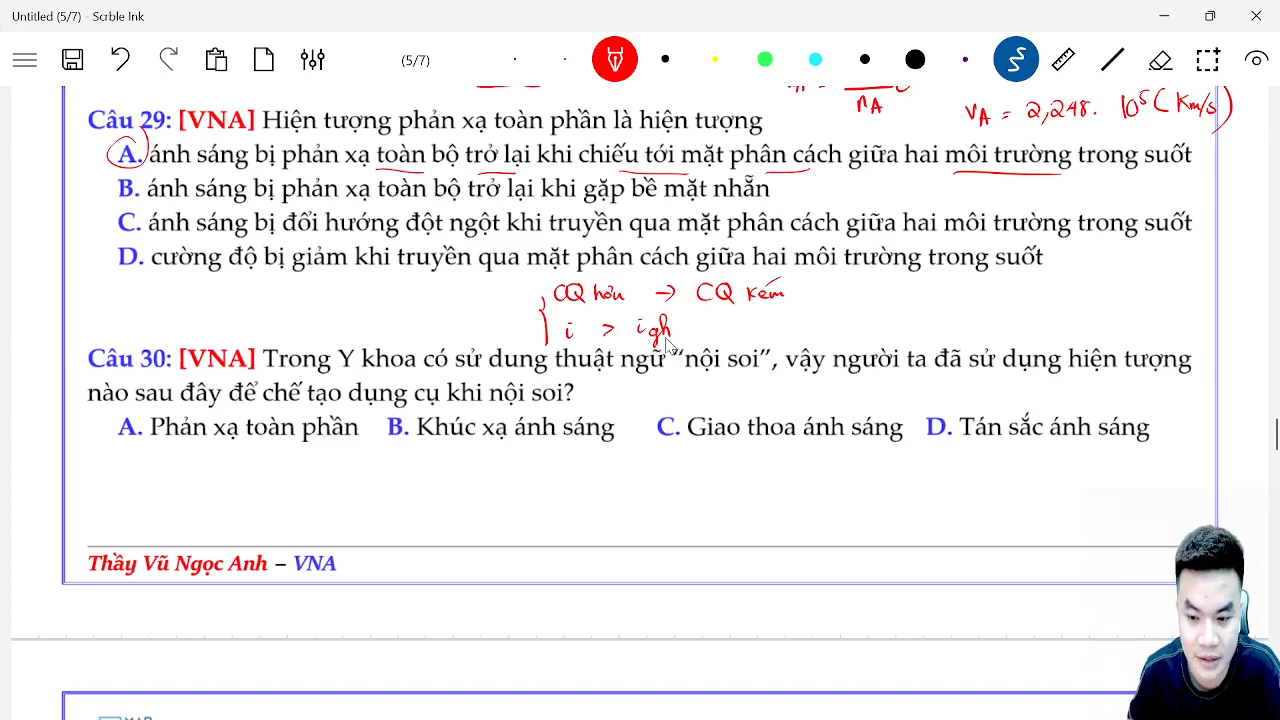 Untitled (5/7) - Scrble Ink
(5/7)
n_A
v_A = 2,248. 10^5 (Km/s)
Câu 29: [VNA] Hiện tượng phản xạ toàn phần là hiện tượng
A. ánh sáng bị phản xạ toàn bộ trở lại khi chiếu tới mặt phân cách giữa hai môi trường trong suốt
B. ánh sáng bị phản xạ toàn bộ trở lại khi gặp bề mặt nhẵn
C. ánh sáng bị đổi hướng đột ngột khi truyền qua mặt phân cách giữa hai môi trường trong suốt
D. cường độ bị giảm khi truyền qua mặt phân cách giữa hai môi trường trong suốt
CQ hơn → CQ kém
i > igh
Câu 30: [VNA] Trong Y khoa có sử dung thuật ngữ “nội soi”, vậy người ta đã sử dụng hiện tượng
nào sau đây để chế tạo dụng cụ khi nội soi?
A. Phản xạ toàn phần B. Khúc xạ ánh sáng C. Giao thoa ánh sáng D. Tán sắc ánh sáng
Thầy Vũ Ngọc Anh – VNA